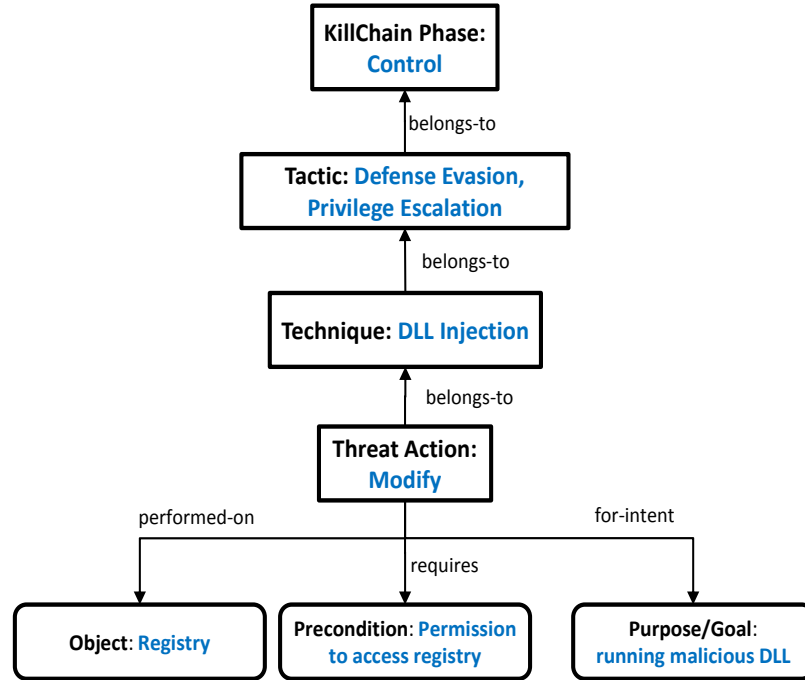 KillChain Phase:
Control
belongs-to
Tactic: Defense Evasion,
Privilege Escalation
belongs-to
Technique: DLL Injection
belongs-to
Threat Action:
Modify
performed-on
requires
for-intent
Object: Registry
Precondition: Permission
to access registry
Purpose/Goal:
running malicious DLL